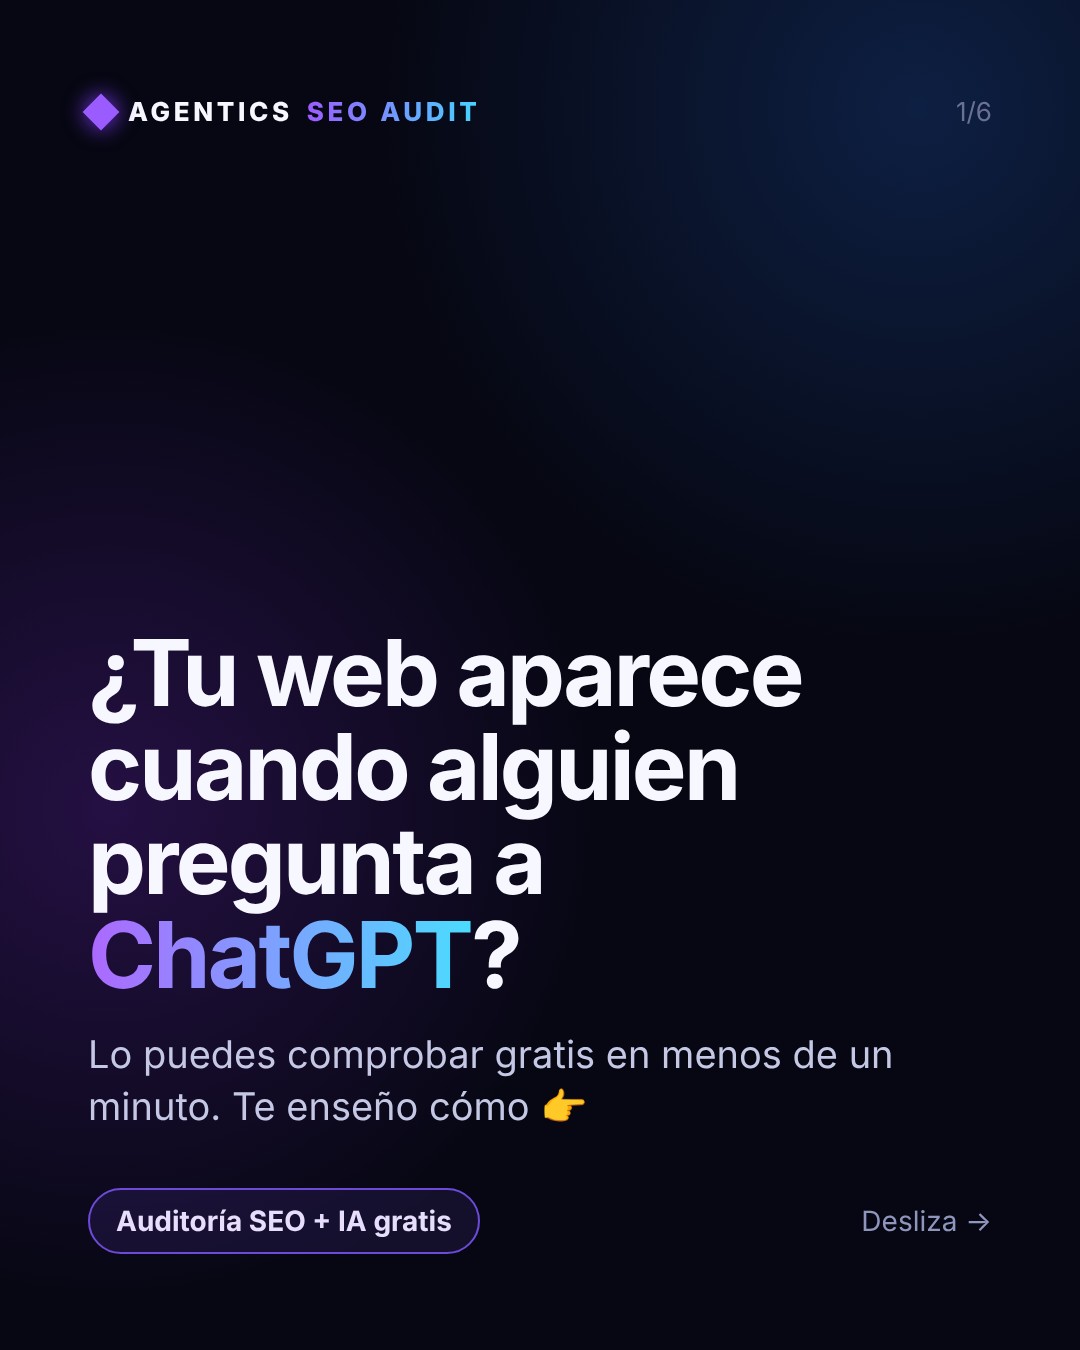 AGENTICS SEO AUDIT
1/6
¿Tu web aparece
cuando alguien
pregunta a
ChatGPT?
Lo puedes comprobar gratis en menos de un
minuto. Te enseño cómo 👉
Auditoría SEO + IA gratis
Desliza →